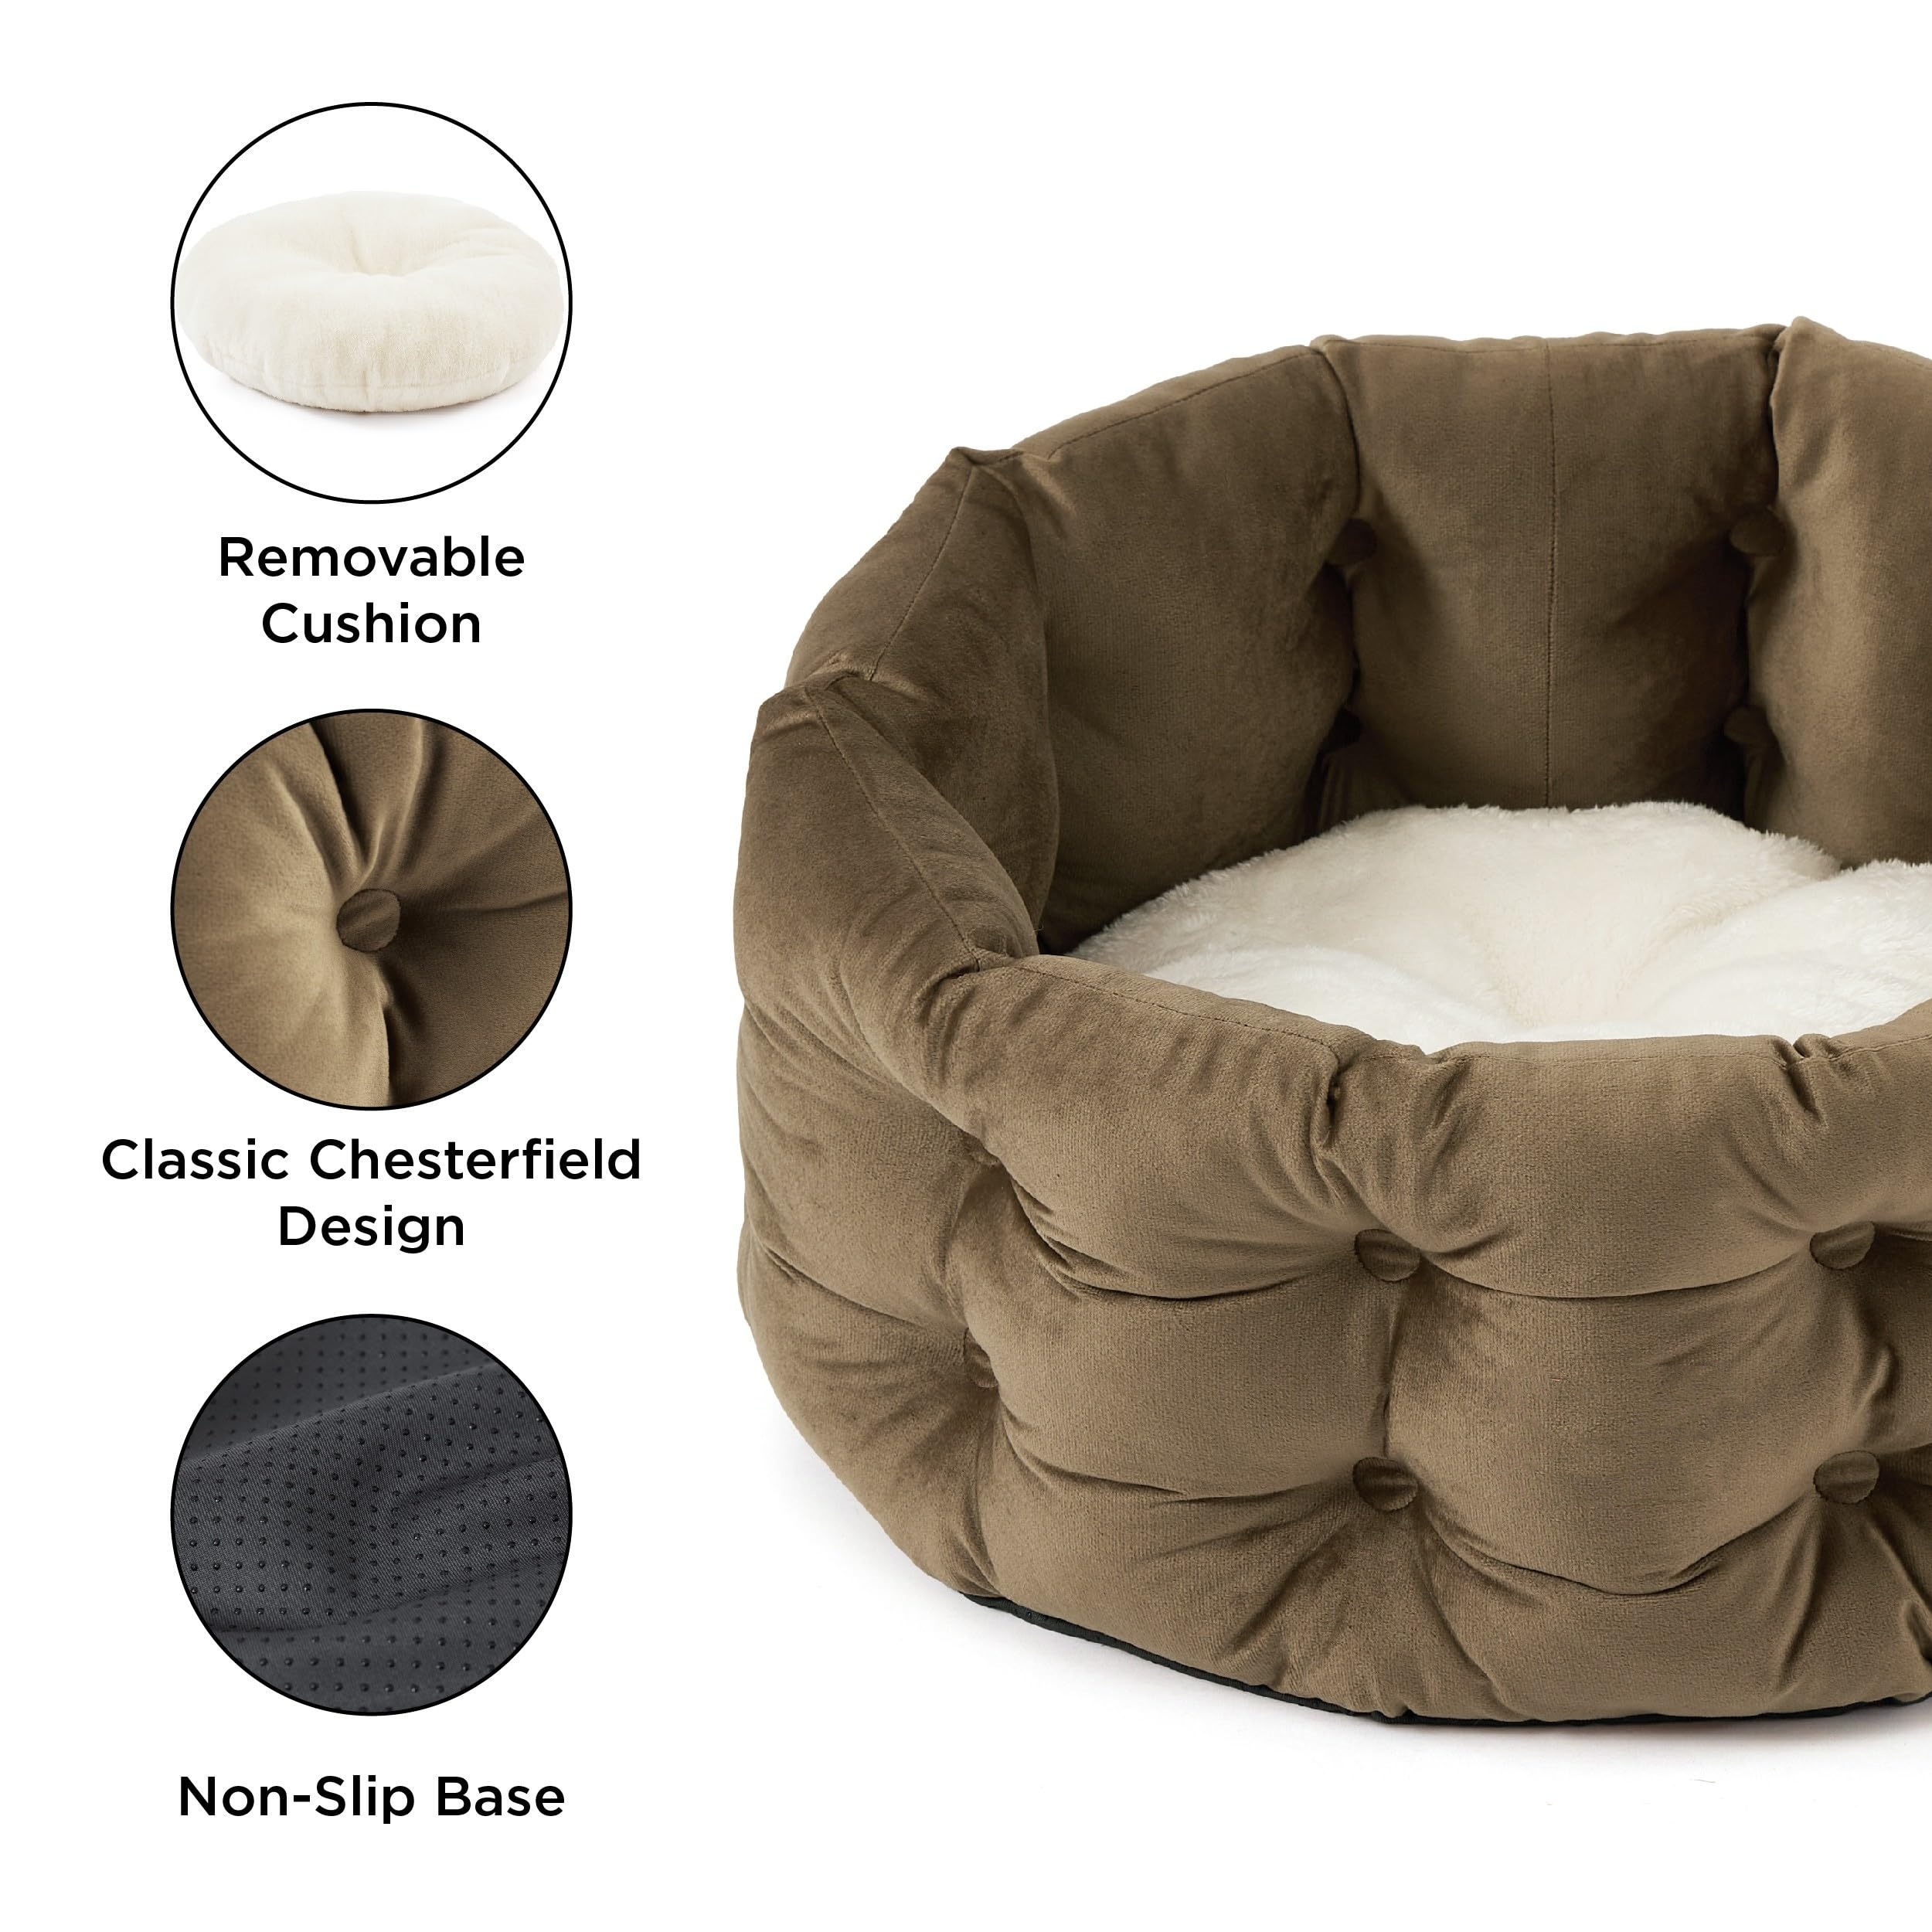 Removable
Cushion
Classic Chesterfield
Design
Non-Slip Base